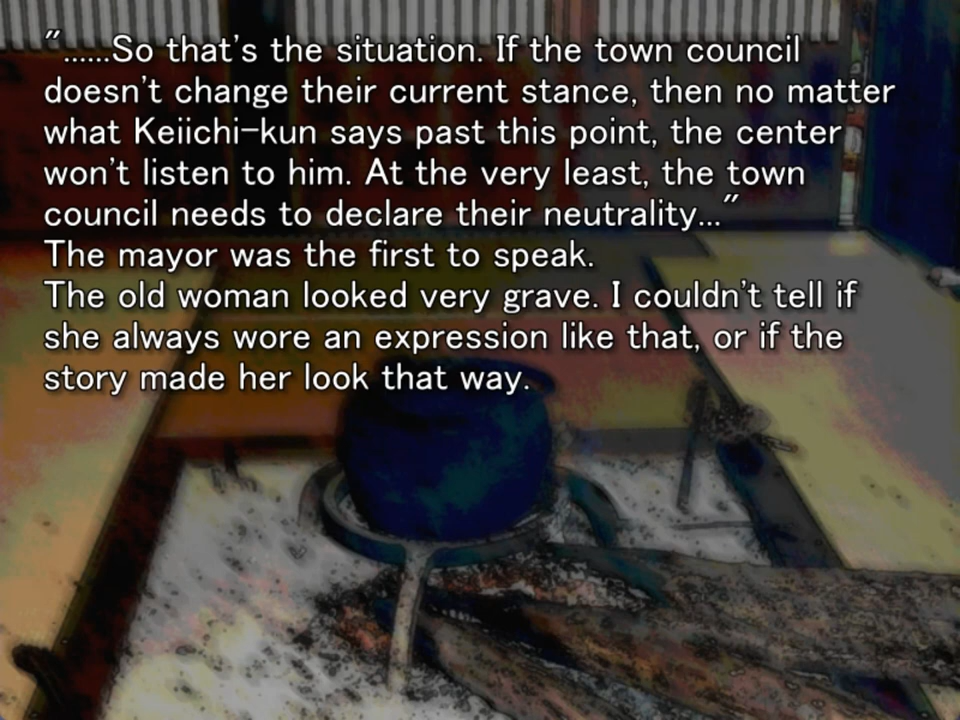 "......So that's the situation. If the town council
doesn't change their current stance, then no matter
what Keiichi-kun says past this point, the center
won't listen to him. At the very least, the town
council needs to declare their neutrality..."
The mayor was the first to speak.
The old woman looked very grave. I couldn't tell if
she always wore an expression like that, or if the
story made her look that way.